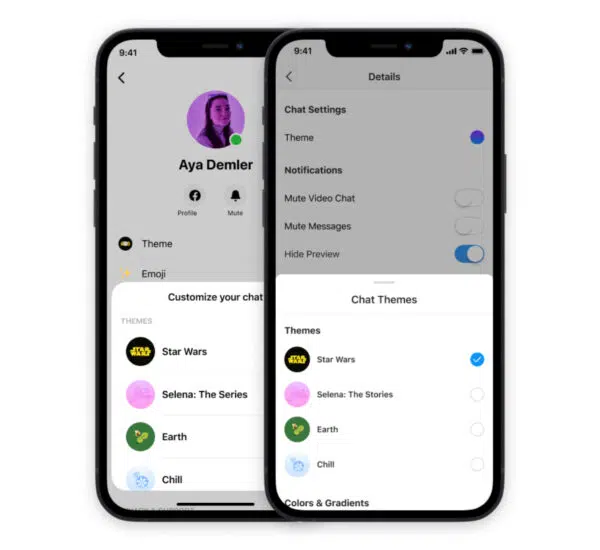 9:41
Aya Demler
Profile
Mute
Theme
Emoji
Customize your chat
THEMES
STAR WARS
Star Wars
Selena: The Series
Earth
Chill
9:41
Details
Chat Settings
Theme
Notifications
Mute Video Chat
Mute Messages
Hide Preview
Chat Themes
Themes
STAR WARS
Star Wars
Selena: The Stories
Earth
Chill
Colors & Gradients